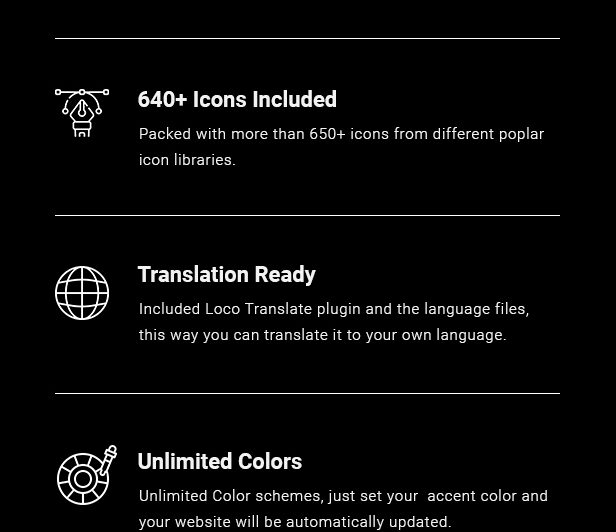 640+ Icons Included
Packed with more than 650+ icons from different poplar
icon libraries.
Translation Ready
Included Loco Translate plugin and the language files,
this way you can translate it to your own language.
Unlimited Colors
Unlimited Color schemes, just set your  accent color and
your website will be automatically updated.